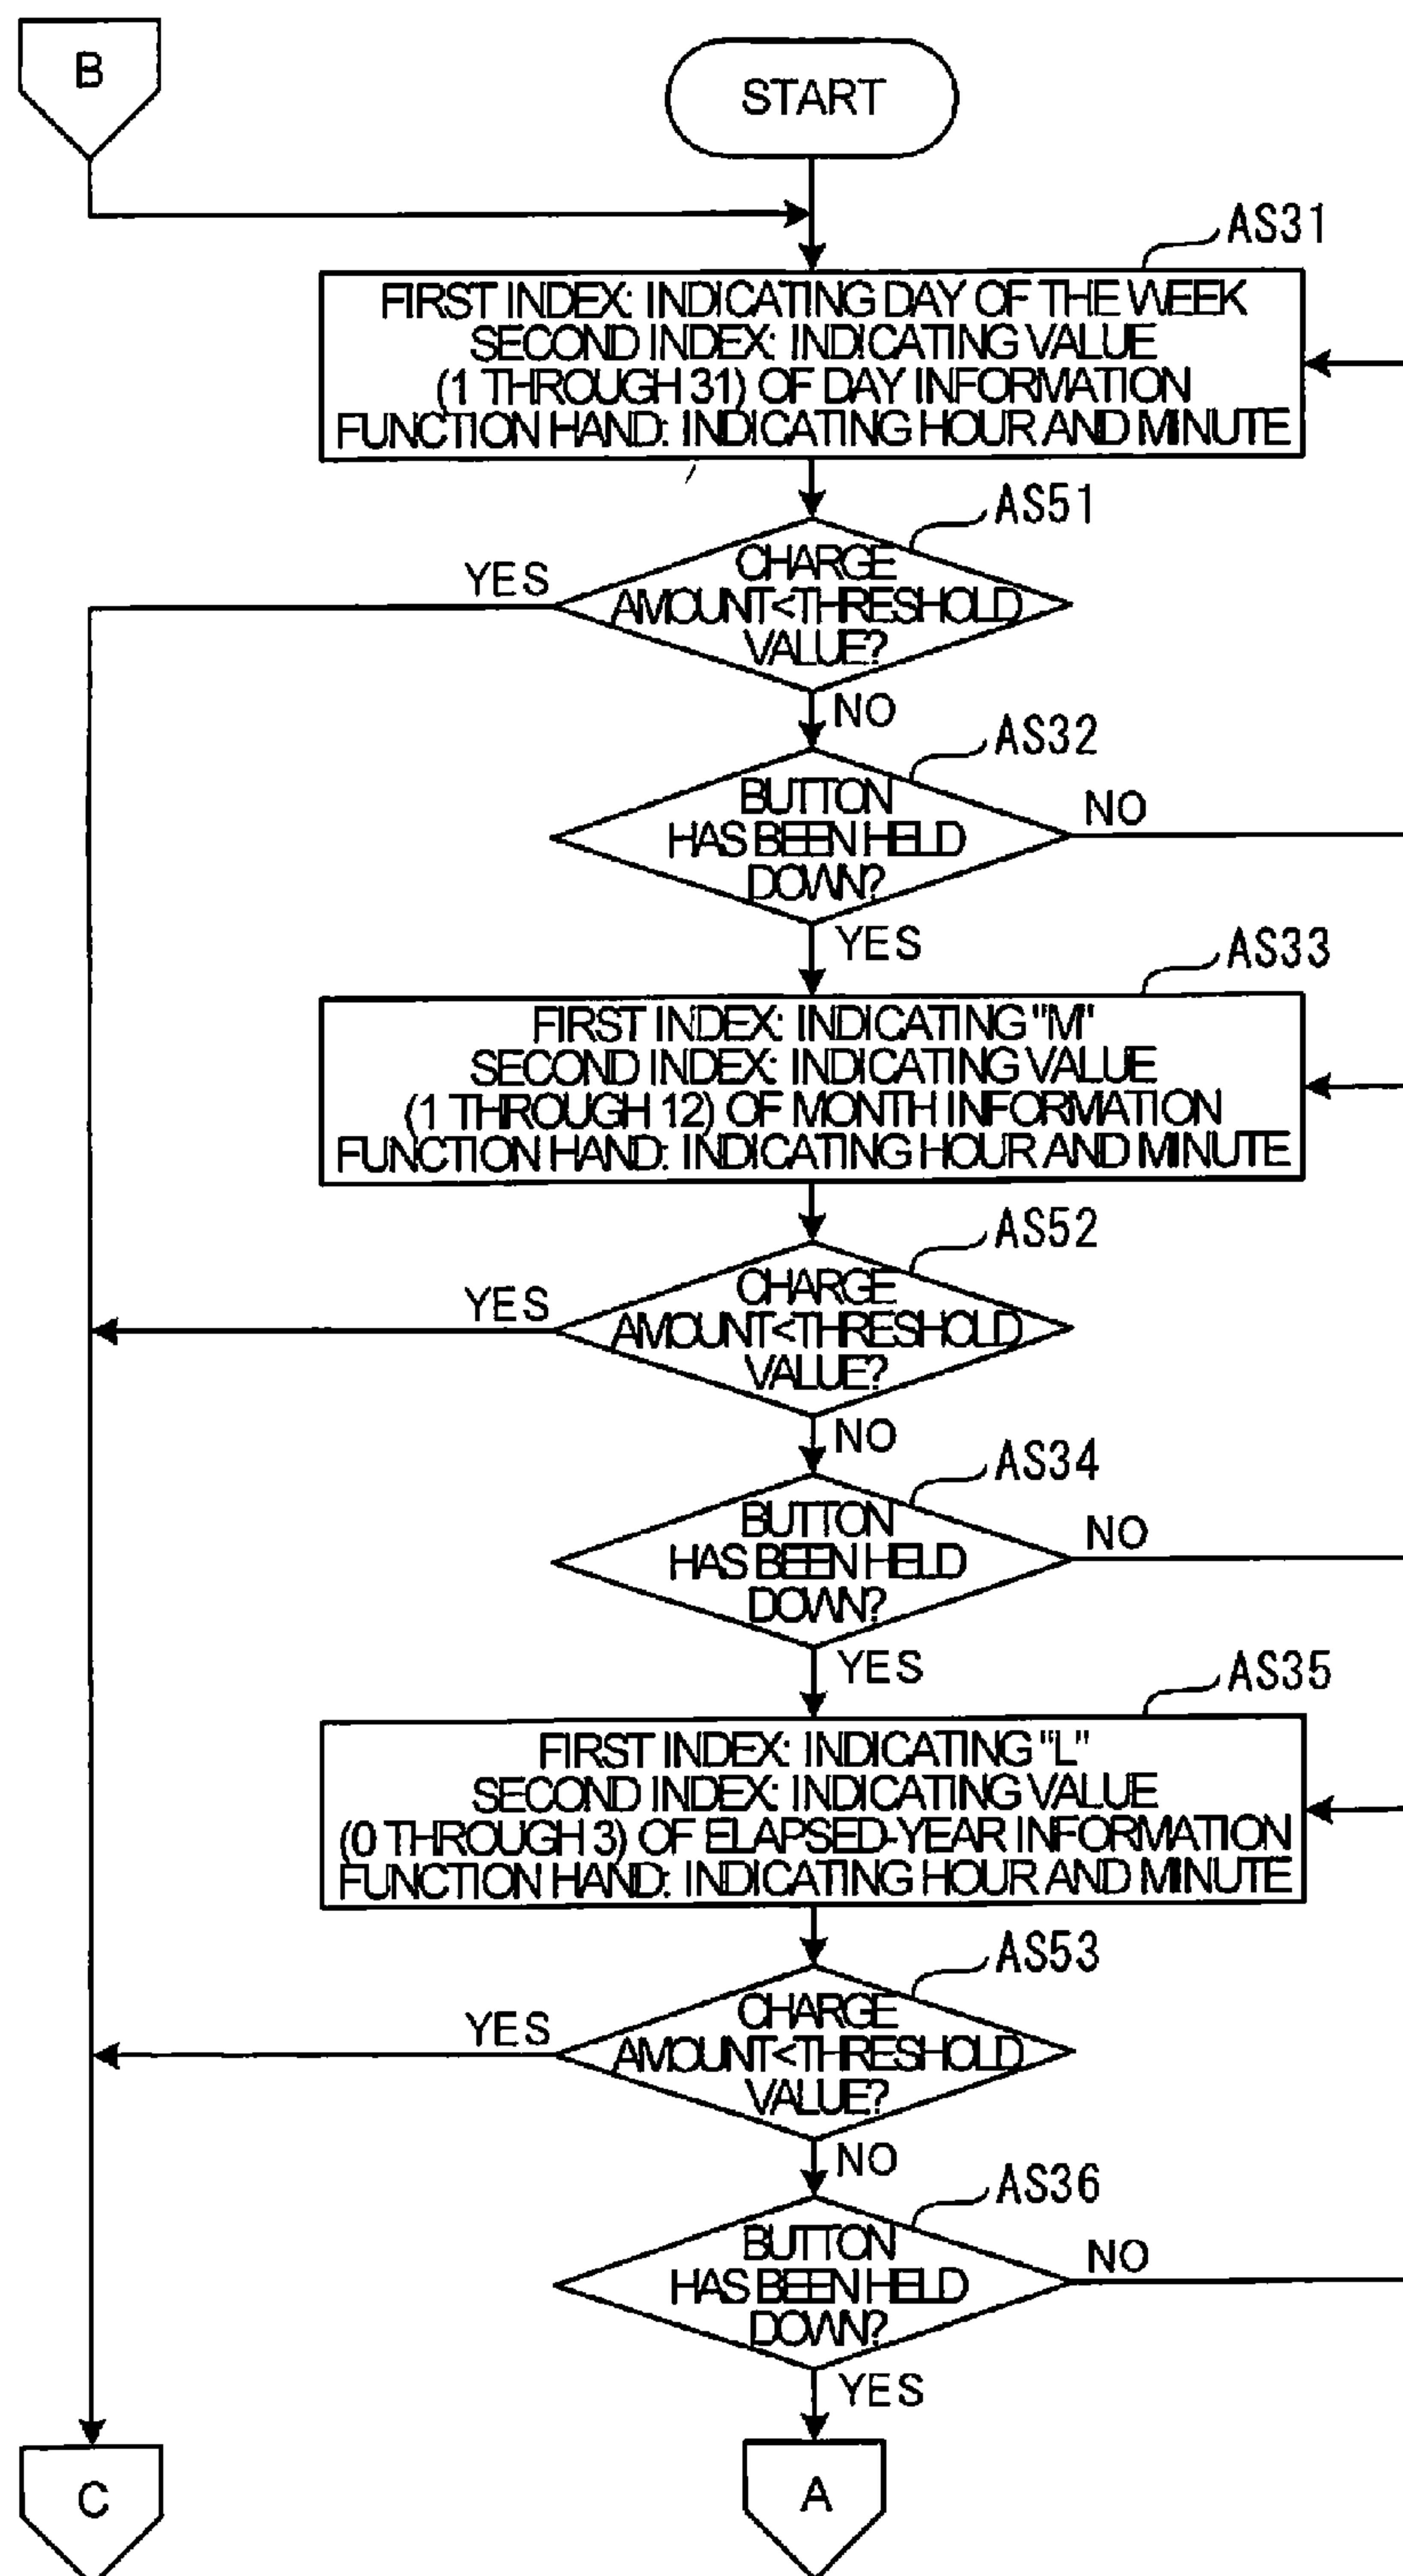 B
START
AS31
FIRST INDEX: INDICATING DAY OF THE WEEK
SECOND INDEX: INDICATING VALUE
(1 THROUGH 31) OF DAY INFORMATION
FUNCTION HAND: INDICATING HOUR AND MINUTE
AS51
CHARGE
AMOUNT<THRESHOLD
VALUE?
YES
NO
AS32
BUTTON
HAS BEEN HELD
DOWN?
NO
YES
AS33
FIRST INDEX: INDICATING "M"
SECOND INDEX: INDICATING VALUE
(1 THROUGH 12) OF MONTH INFORMATION
FUNCTION HAND: INDICATING HOUR AND MINUTE
AS52
CHARGE
AMOUNT<THRESHOLD
VALUE?
YES
NO
AS34
BUTTON
HAS BEEN HELD
DOWN?
NO
YES
AS35
FIRST INDEX: INDICATING "L"
SECOND INDEX: INDICATING VALUE
(0 THROUGH 3) OF ELAPSED-YEAR INFORMATION
FUNCTION HAND: INDICATING HOUR AND MINUTE
AS53
CHARGE
AMOUNT<THRESHOLD
VALUE?
YES
NO
AS36
BUTTON
HAS BEEN HELD
DOWN?
NO
YES
C
A